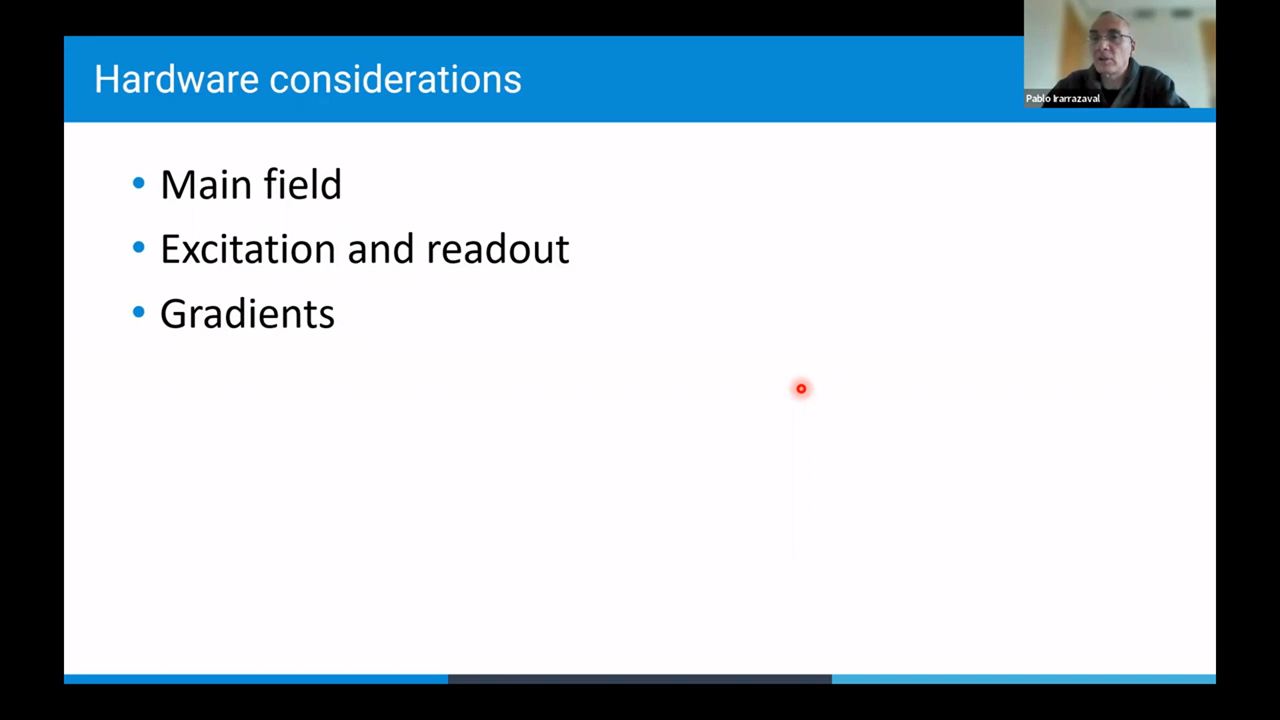 Hardware considerations
Pablo Irarrazaval
• Main field
• Excitation and readout
• Gradients